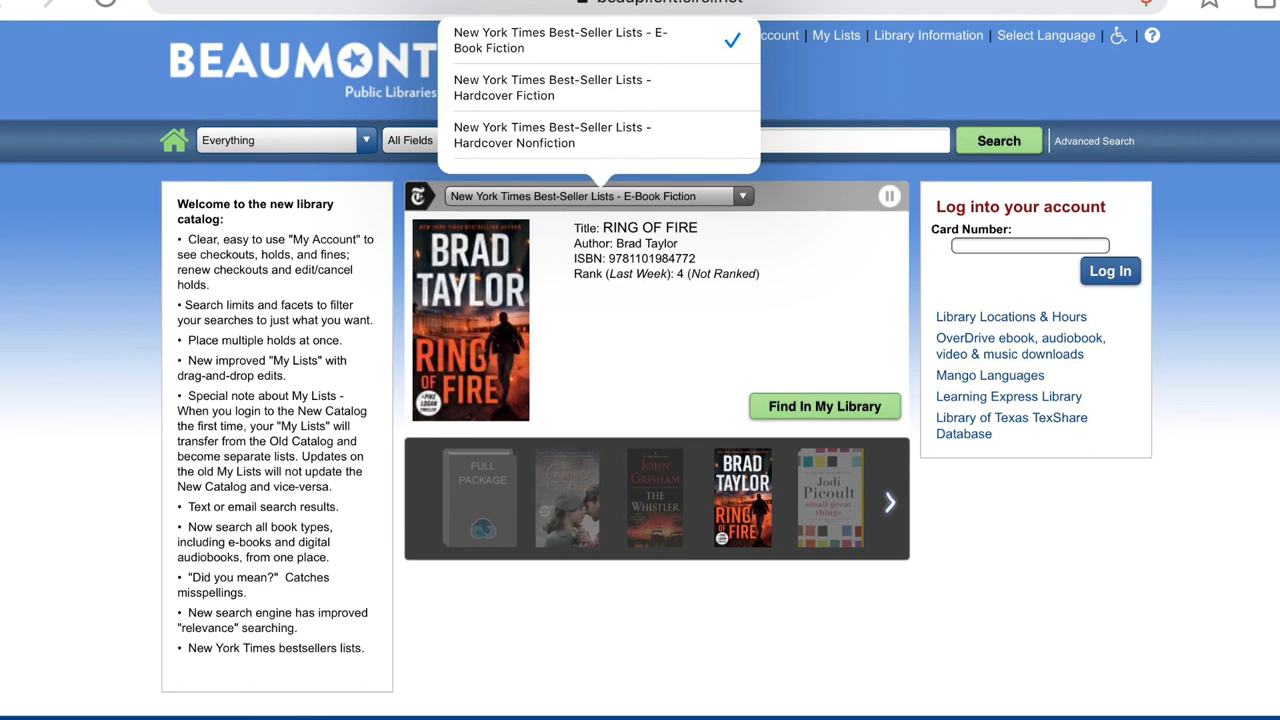 New York Times Best-Seller Lists - E-
Book Fiction
New York Times Best-Seller Lists -
Hardcover Fiction
New York Times Best-Seller Lists -
Hardcover Nonfiction
BEAUMONT
Public Libraries
ccount | My Lists | Library Information | Select Language | | ?
Everything
All Fields
Search
Advanced Search
Welcome to the new library
catalog:
• Clear, easy to use "My Account" to
see checkouts, holds, and fines;
renew checkouts and edit/cancel
holds.
• Search limits and facets to filter
your searches to just what you want.
• Place multiple holds at once.
• New improved "My Lists" with
drag-and-drop edits.
• Special note about My Lists -
When you login to the New Catalog
the first time, your "My Lists" will
transfer from the Old Catalog and
become separate lists. Updates on
the old My Lists will not update the
New Catalog and vice-versa.
• Text or email search results.
• Now search all book types,
including e-books and digital
audiobooks, from one place.
• "Did you mean?" Catches
misspellings.
• New search engine has improved
"relevance" searching.
• New York Times bestsellers lists.
New York Times Best-Seller Lists - E-Book Fiction
BRAD
TAYLOR
RING
OF FIRE
A PIKE
LOGAN
THRILLER
Title: RING OF FIRE
Author: Brad Taylor
ISBN: 9781101984772
Rank (Last Week): 4 (Not Ranked)
Find In My Library
FULL
PACKAGE
JOHN
GRISHAM
THE
WHISTLER
BRAD
TAYLOR
RING
OF FIRE
Jodi
Picoult
small great
things
Log into your account
Card Number:
Log In
Library Locations & Hours
OverDrive ebook, audiobook,
video & music downloads
Mango Languages
Learning Express Library
Library of Texas TexShare
Database